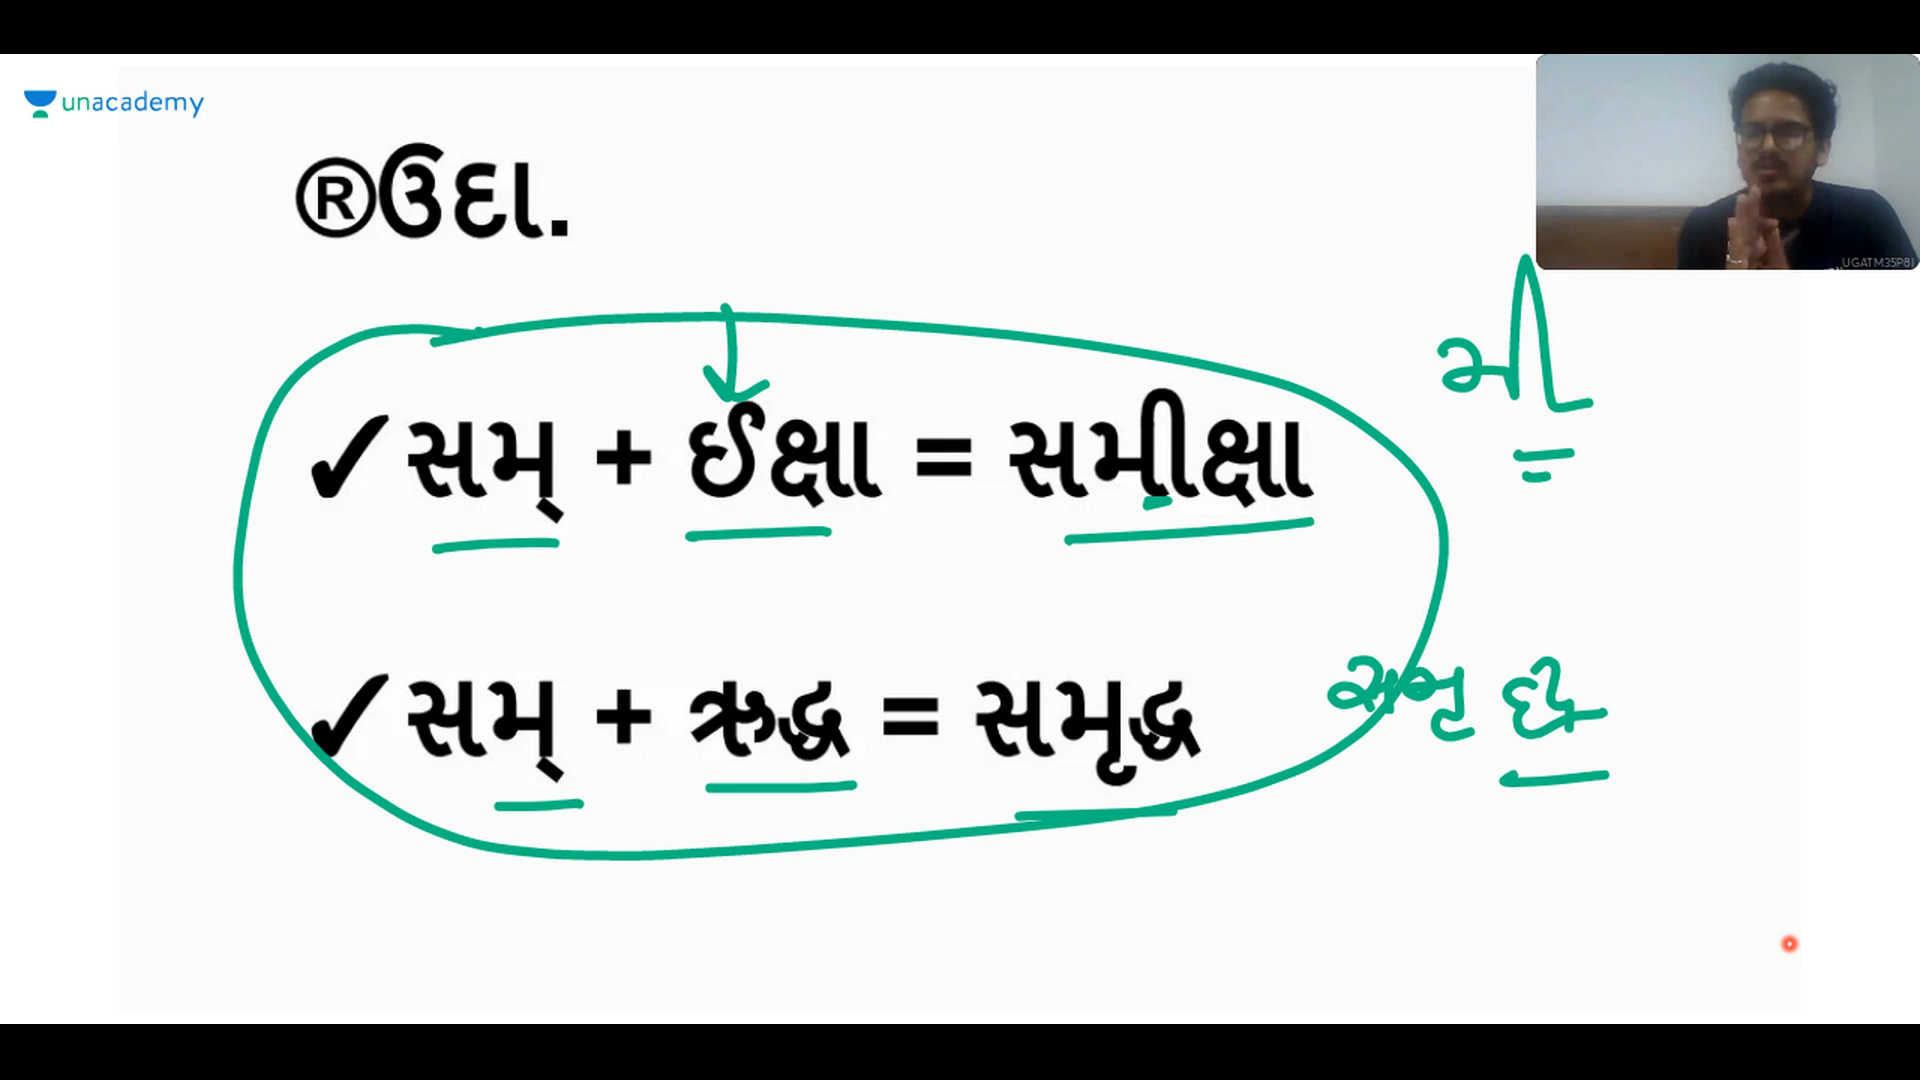 unacademy
®ઉદા.
UGATM35P8I
મી
✓સમ્ + ઈક્ષા = સમીક્ષા
✓સમ્ + ઋદ્ધ = સમૃદ્ધ